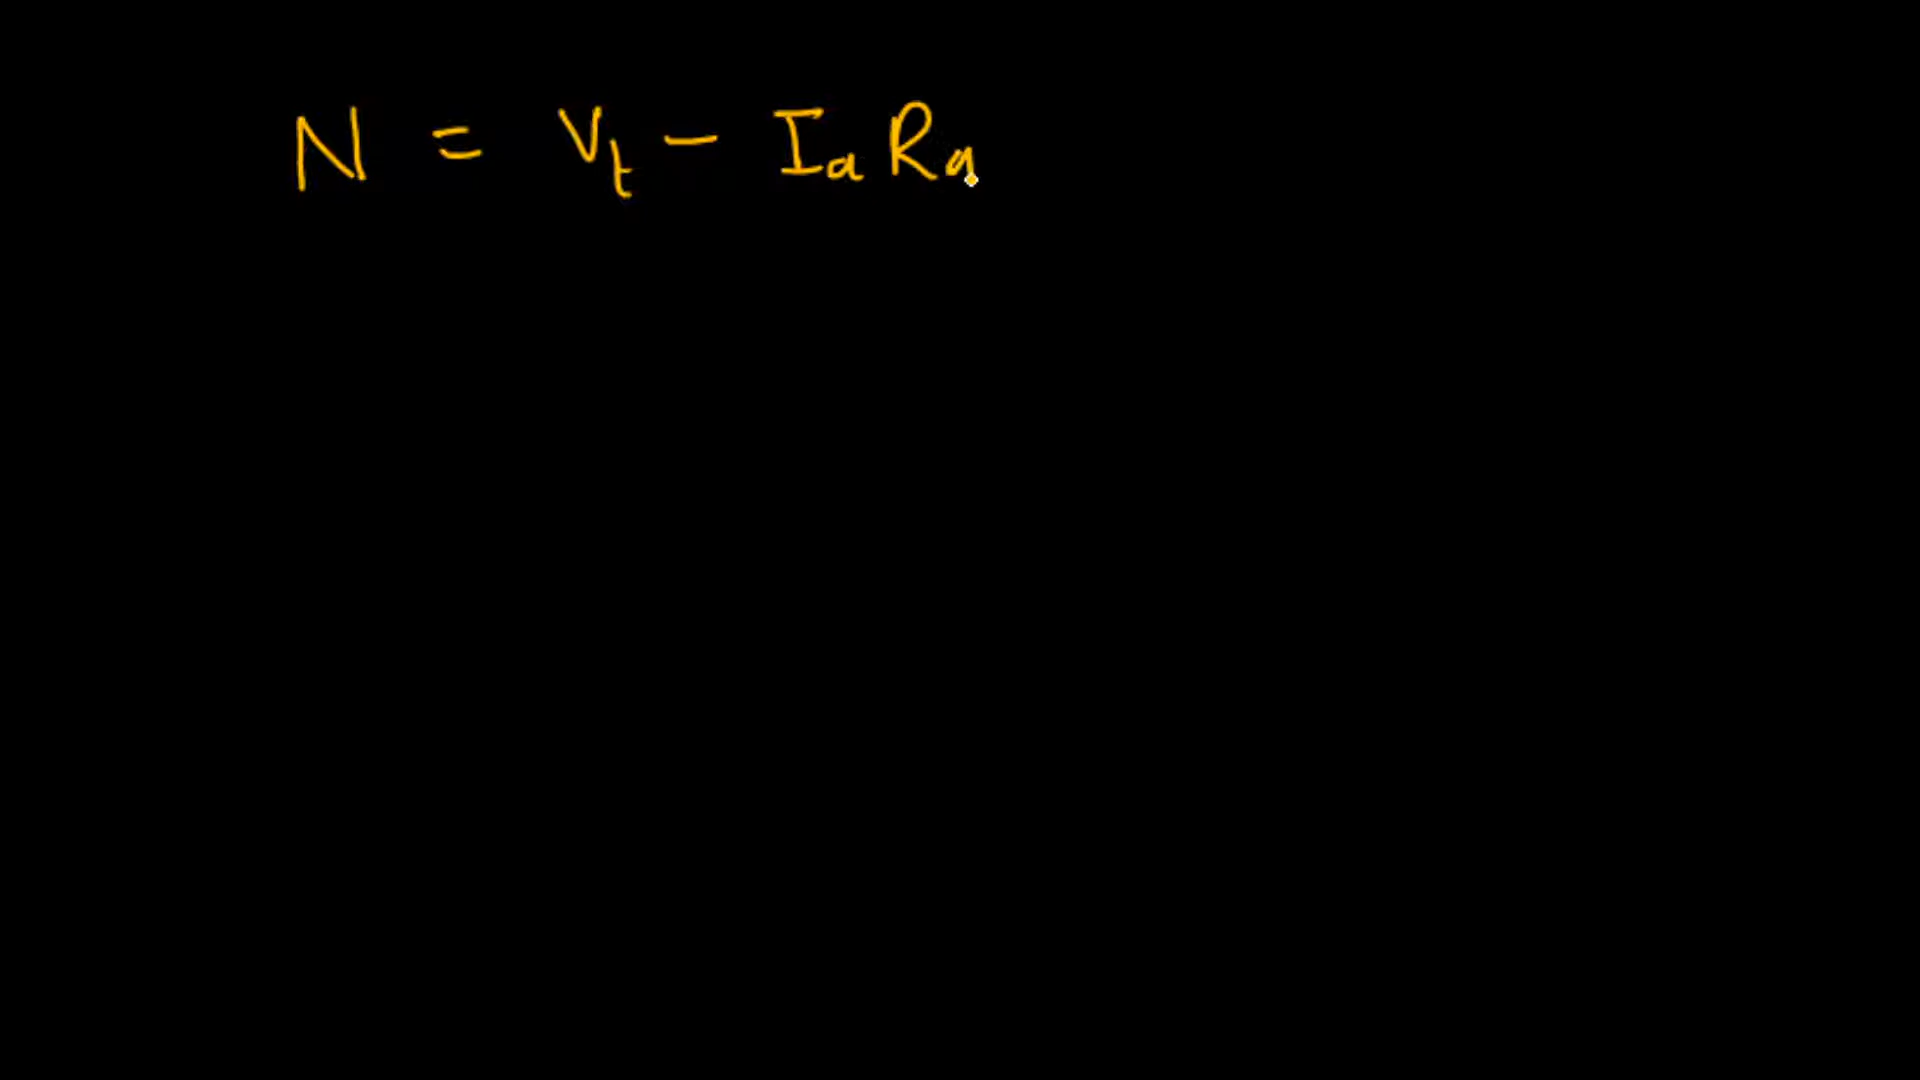 N = Vt - IaRa